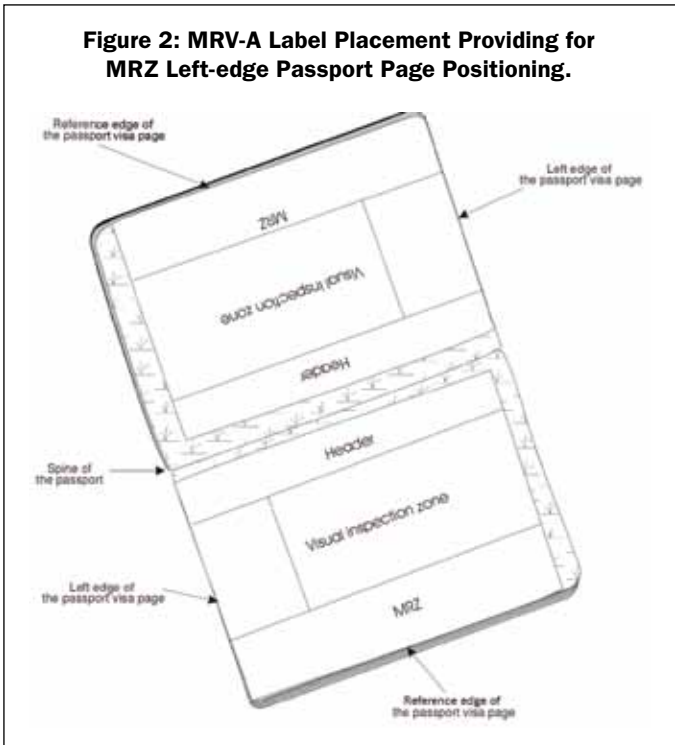 Figure 2: MRV-A Label Placement Providing for
MRZ Left-edge Passport Page Positioning.
Reference edge of
the passport visa page
Left edge of
the passport visa page
MRZ
Visual inspection zone
Header
Spine of
the passport
Header
Visual inspection zone
Left edge of
the passport visa page
MRZ
Reference edge of
the passport visa page